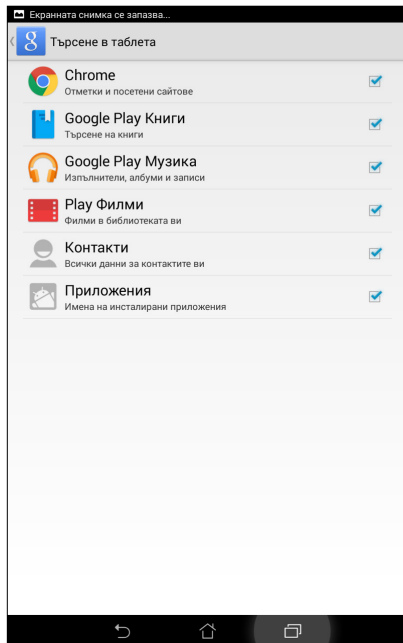 Екранната снимка се запазва...
Търсене в таблета
Chrome
Отметки и посетени сайтове
Google Play Книги
Търсене на книги
Google Play Музика
Изпълнители, албуми и записи
Play Филми
Филми в библиотеката ви
Контакти
Всички данни за контактите ви
Приложения
Имена на инсталирани приложения